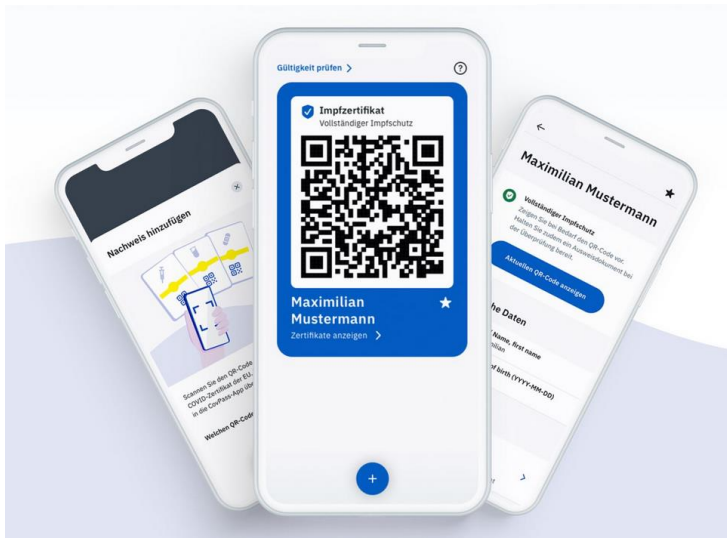 Gültigkeit prüfen
Impfzertifikat
Vollständiger Impfschutz
Maximilian
Mustermann
Zertifikate anzeigen
Nachweis hinzufügen
Scannen Sie den QR-Code
COVID-Zertifikat der EU,
in die CovPass-App
Welchen QR-Code
Maximilian Mustermann
Vollständiger Impfschutz
Zeigen Sie bei Bedarf den QR-Code vor.
Halten Sie zudem ein Ausweisdokument bei
der Überprüfung bereit.
Aktuellen QR-Code anzeigen
Daten
Name, first name
birth (YYYY-MM-DD)